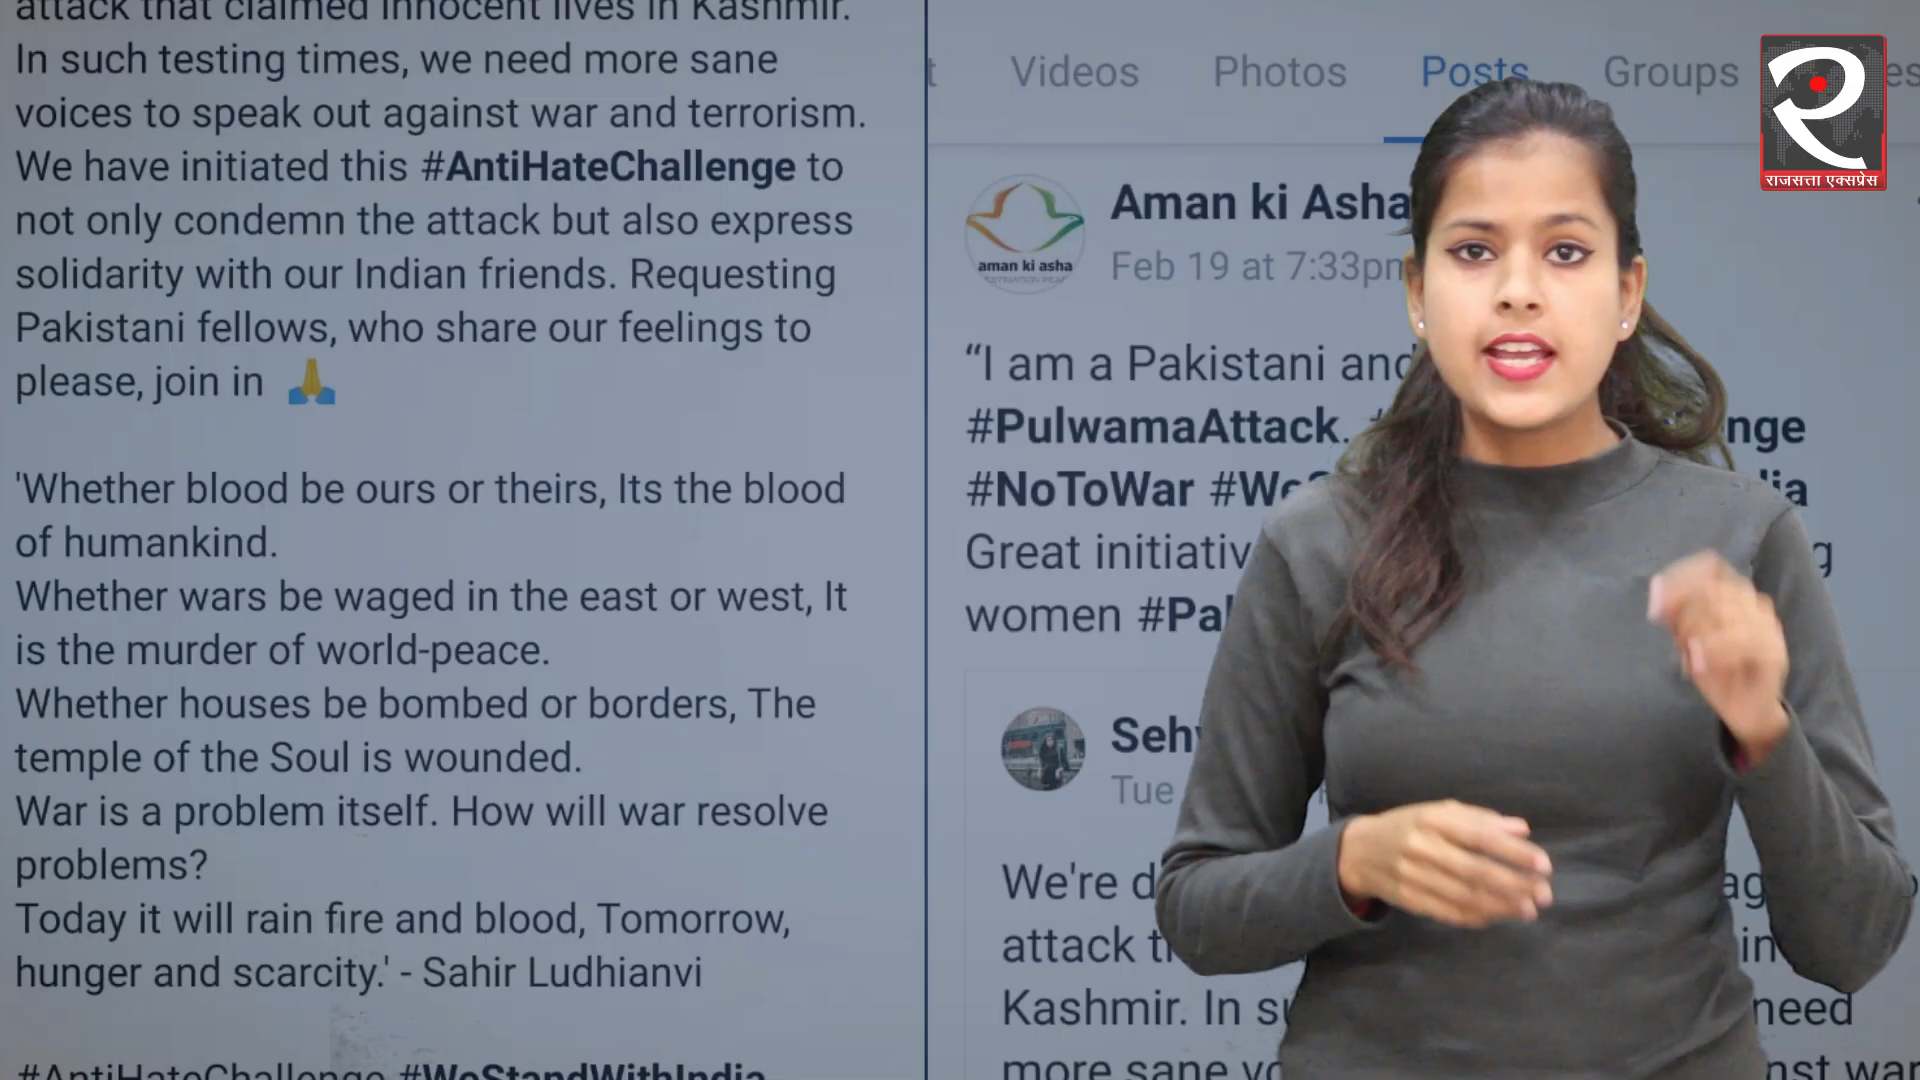 attack that claimed innocent lives in Kashmir.
In such testing times, we need more sane
voices to speak out against war and terrorism.
We have initiated this #AntiHateChallenge to
not only condemn the attack but also express
solidarity with our Indian friends. Requesting
Pakistani fellows, who share our feelings to
please, join in 🙏
'Whether blood be ours or theirs, Its the blood
of humankind.
Whether wars be waged in the east or west, It
is the murder of world-peace.
Whether houses be bombed or borders, The
temple of the Soul is wounded.
War is a problem itself. How will war resolve
problems?
Today it will rain fire and blood, Tomorrow,
hunger and scarcity.' - Sahir Ludhianvi
#AntiHateChallenge #WeStandWithIndia
Videos Photos Posts Groups
Aman ki Asha
aman ki asha
Feb 19 at 7:33pm
“I am a Pakistani and
#PulwamaAttack.
#NoToWar
Great
women
Tue
We're
attack
Kashmir. In need
more sane
राजसत्ता एक्सप्रेस